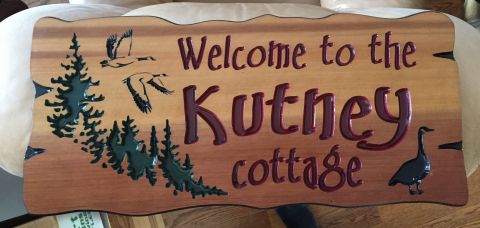 Welcome to the
Kutney
cottage